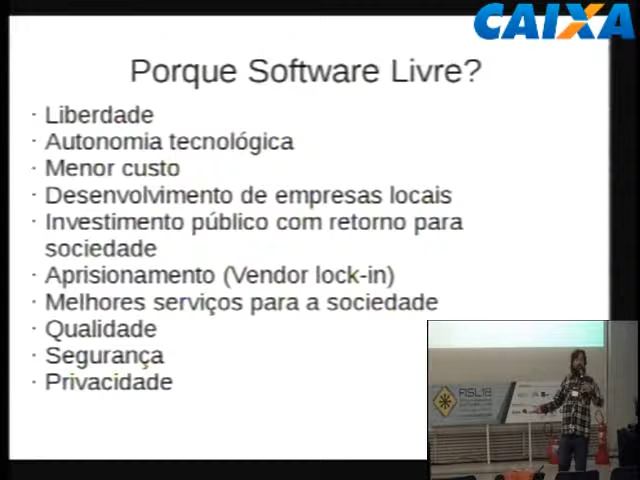 CAIXA
Porque Software Livre?
· Liberdade
· Autonomia tecnológica
· Menor custo
· Desenvolvimento de empresas locais
· Investimento público com retorno para
sociedade
· Aprisionamento (Vendor lock-in)
· Melhores serviços para a sociedade
· Qualidade
· Segurança
· Privacidade
FISL18